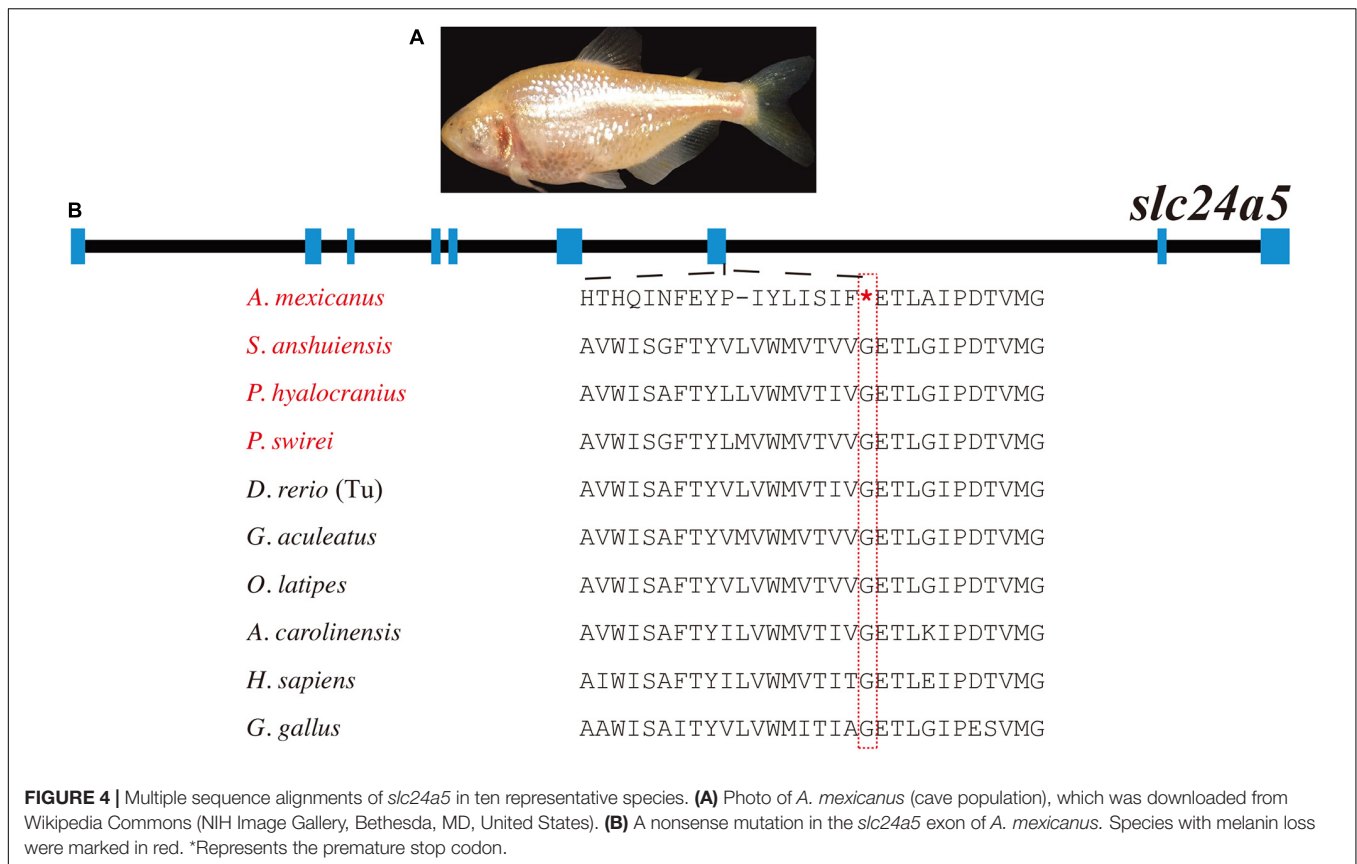 A
B
slc24a5
A. mexicanus HTHQINFEYP-IYLISIF*ETLAIPDTVMG
S. anshuiensis AVWISGFTYVLVWMVTVVGETLGIPDTVMG
P. hyalocranius AVWISAFTYLLVWMVTIVGETLGIPDTVMG
P. swirei AVWISGFTYLMVWMVTVVGETLGIPDTVMG
D. rerio (Tu) AVWISAFTYVLVWMVTIVGETLGIPDTVMG
G. aculeatus AVWISAFTYVMVWMVTVVGETLGIPDTVMG
O. latipes AVWISAFTYVLVWMVTVVGETLGIPDTVMG
A. carolinensis AVWISAFTYILVWMVTIVGETLKIPDTVMG
H. sapiens AIWISAFTYILVWMVTITGETLEIPDTVMG
G. gallus AAWISAITYVLVWMITIAGETLGIPESVMG
FIGURE 4 | Multiple sequence alignments of slc24a5 in ten representative species. (A) Photo of A. mexicanus (cave population), which was downloaded from
Wikipedia Commons (NIH Image Gallery, Bethesda, MD, United States). (B) A nonsense mutation in the slc24a5 exon of A. mexicanus. Species with melanin loss
were marked in red. *Represents the premature stop codon.